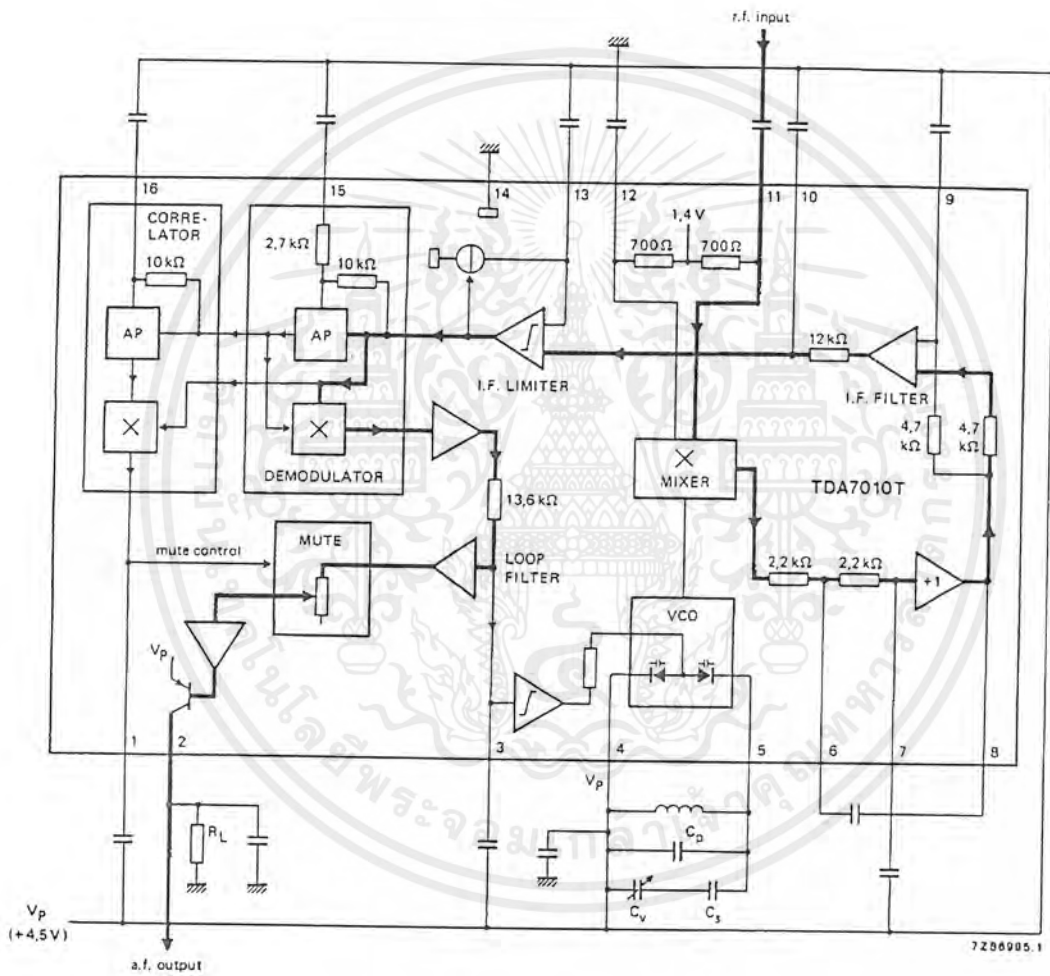 r.f. input
16
15
14
13
12
11
10
9
CORRE-
LATOR
10 kΩ
2,7 kΩ
10 kΩ
1,4 V
700Ω
700Ω
AP
AP
I.F. LIMITER
12 kΩ
I.F. FILTER
4,7
kΩ
4,7
kΩ
X
X
DEMODULATOR
X
MIXER
TDA7010T
13,6 kΩ
MUTE
mute control
LOOP
FILTER
2,2 kΩ
2,2 kΩ
+1
VCO
Vp
1
2
3
4
5
6
7
8
Vp
RL
Cp
Cv
Cs
Vp
(+4,5V)
a.f. output
7Z86985.1